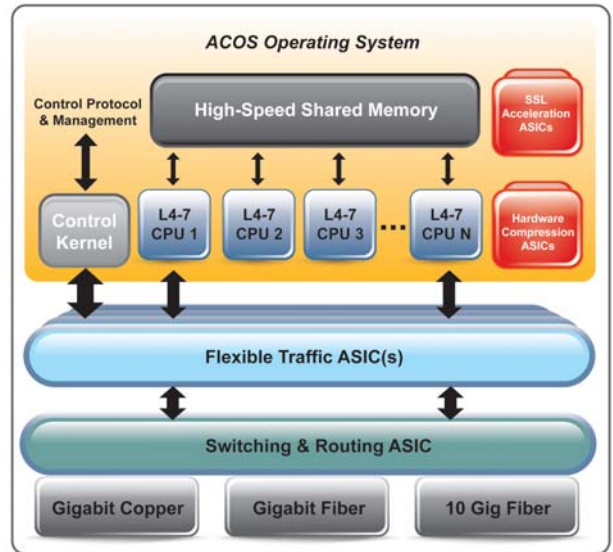 ACOS Operating System
Control Protocol
& Management
High-Speed Shared Memory
SSL
Acceleration
ASICs
Control
Kernel
L4-7
CPU 1
L4-7
CPU 2
L4-7
CPU 3
...
L4-7
CPU N
Hardware
Compression
ASICs
Flexible Traffic ASIC(s)
Switching & Routing ASIC
Gigabit Copper
Gigabit Fiber
10 Gig Fiber